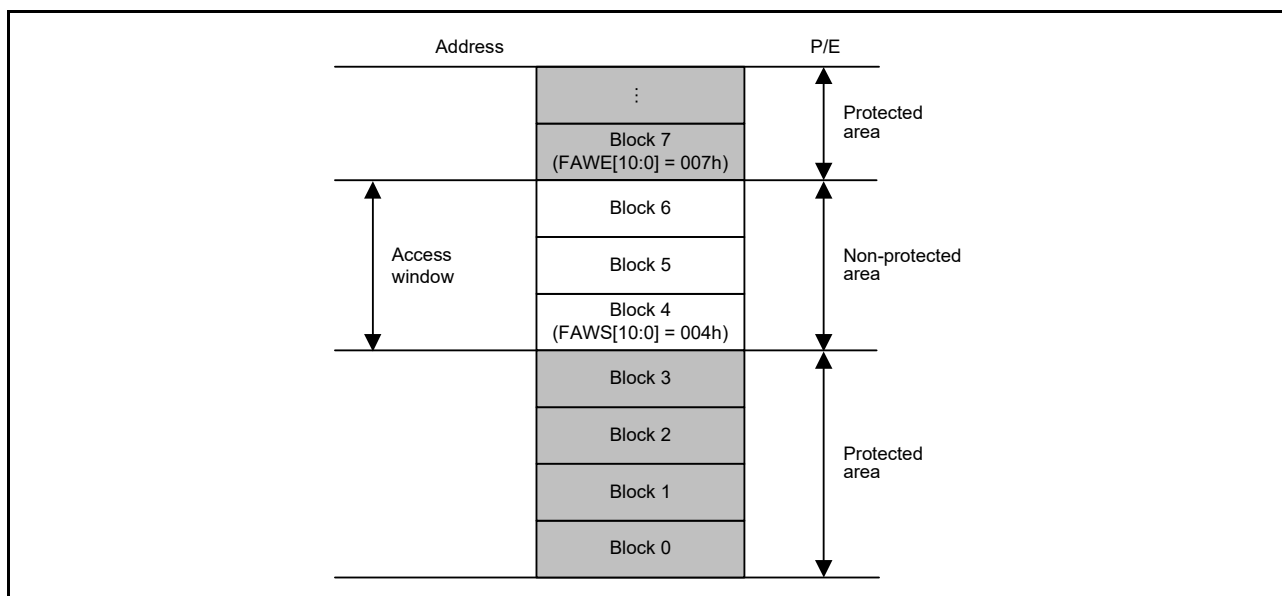 Address
P/E
⋮
Protected
area
Block 7
(FAWE[10:0] = 007h)
Block 6
Access
window
Block 5
Non-protected
area
Block 4
(FAWS[10:0] = 004h)
Block 3
Block 2
Protected
area
Block 1
Block 0